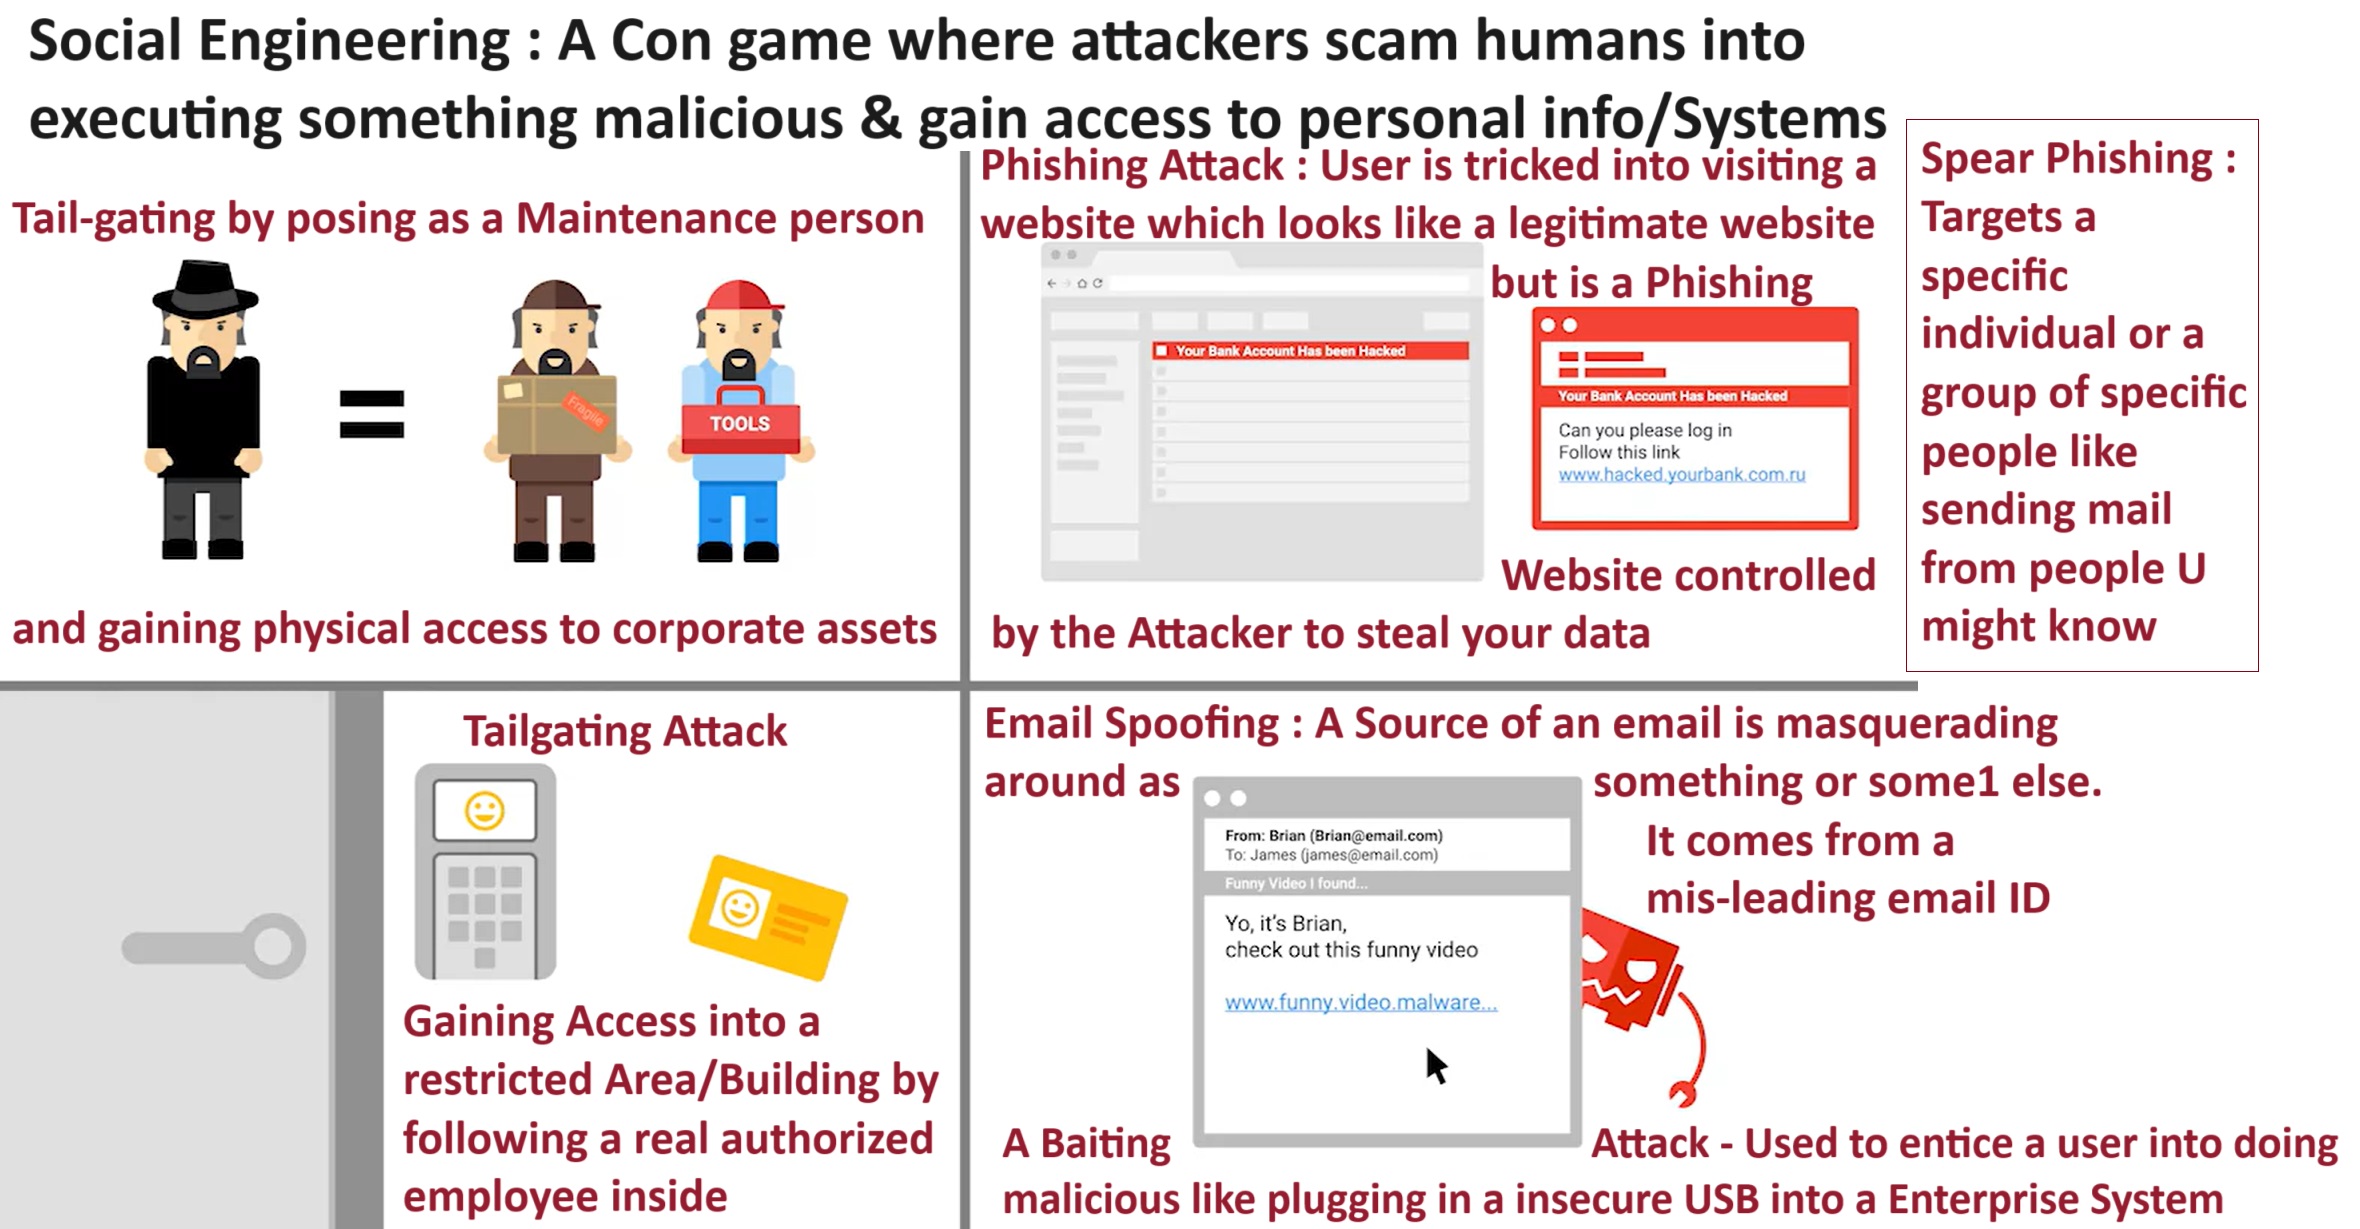 Social Engineering : A Con game where attackers scam humans into
executing something malicious & gain access to personal info/Systems
Tail-gating by posing as a Maintenance person
Fragile
TOOLS
and gaining physical access to corporate assets
Phishing Attack : User is tricked into visiting a
website which looks like a legitimate website
but is a Phishing
Your Bank Account Has been Hacked
Your Bank Account Has been Hacked
Can you please log in
Follow this link
www.hacked.yourbank.com.ru
Website controlled
by the Attacker to steal your data
Spear Phishing :
Targets a
specific
individual or a
group of specific
people like
sending mail
from people U
might know
Tailgating Attack
Gaining Access into a
restricted Area/Building by
following a real authorized
employee inside
Email Spoofing : A Source of an email is masquerading
around as something or some1 else.
It comes from a
mis-leading email ID
From: Brian (Brian@email.com)
To: James (james@email.com)
Funny Video I found...
Yo, it's Brian,
check out this funny video
www.funny.video.malware...
A Baiting Attack - Used to entice a user into doing
malicious like plugging in a insecure USB into a Enterprise System